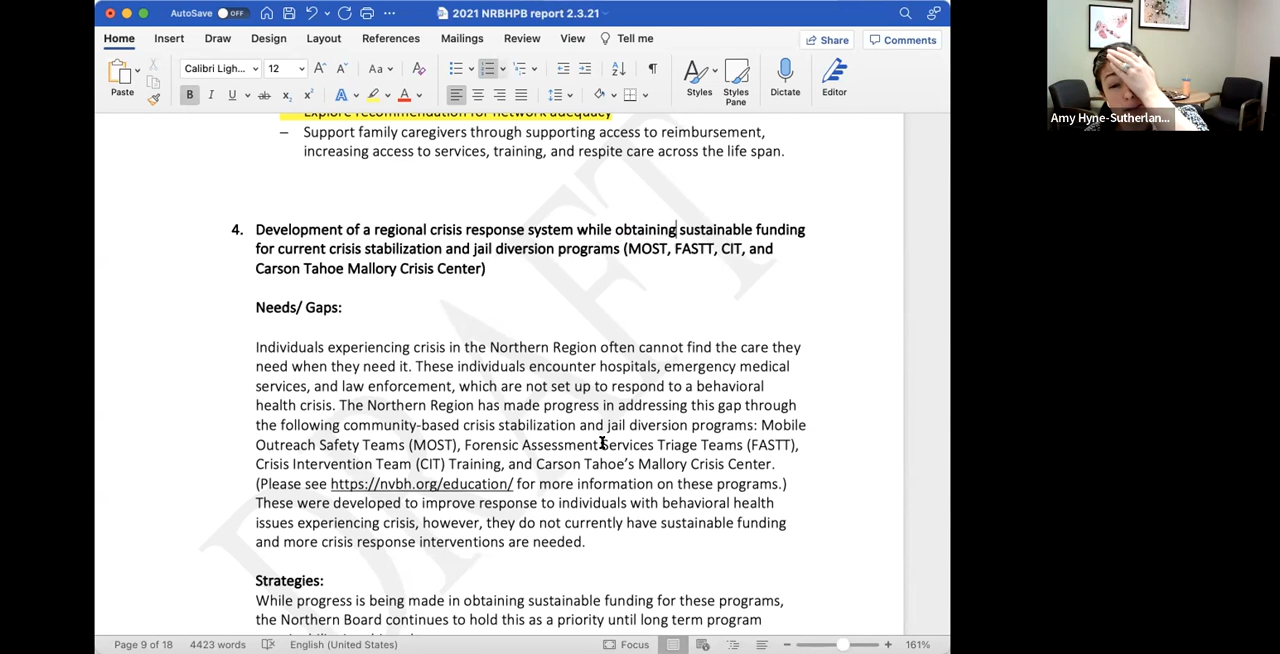 AutoSave OFF
2021 NRBHPB report 2.3.21
Home Insert Draw Design Layout References Mailings Review View Tell me
Share Comments
Paste
Calibri Ligh... 12
Styles Styles Pane Dictate Editor
Explore recommendation for network adequacy
– Support family caregivers through supporting access to reimbursement,
increasing access to services, training, and respite care across the life span.
4. Development of a regional crisis response system while obtaining sustainable funding
for current crisis stabilization and jail diversion programs (MOST, FASTT, CIT, and
Carson Tahoe Mallory Crisis Center)
Needs/ Gaps:
Individuals experiencing crisis in the Northern Region often cannot find the care they
need when they need it. These individuals encounter hospitals, emergency medical
services, and law enforcement, which are not set up to respond to a behavioral
health crisis. The Northern Region has made progress in addressing this gap through
the following community-based crisis stabilization and jail diversion programs: Mobile
Outreach Safety Teams (MOST), Forensic Assessment Services Triage Teams (FASTT),
Crisis Intervention Team (CIT) Training, and Carson Tahoe's Mallory Crisis Center.
(Please see https://nvbh.org/education/ for more information on these programs.)
These were developed to improve response to individuals with behavioral health
issues experiencing crisis, however, they do not currently have sustainable funding
and more crisis response interventions are needed.
Strategies:
While progress is being made in obtaining sustainable funding for these programs,
the Northern Board continues to hold this as a priority until long term program
DRAFT
Page 9 of 18 4423 words English (United States) Focus 161%
Amy Hyne-Sutherlan...